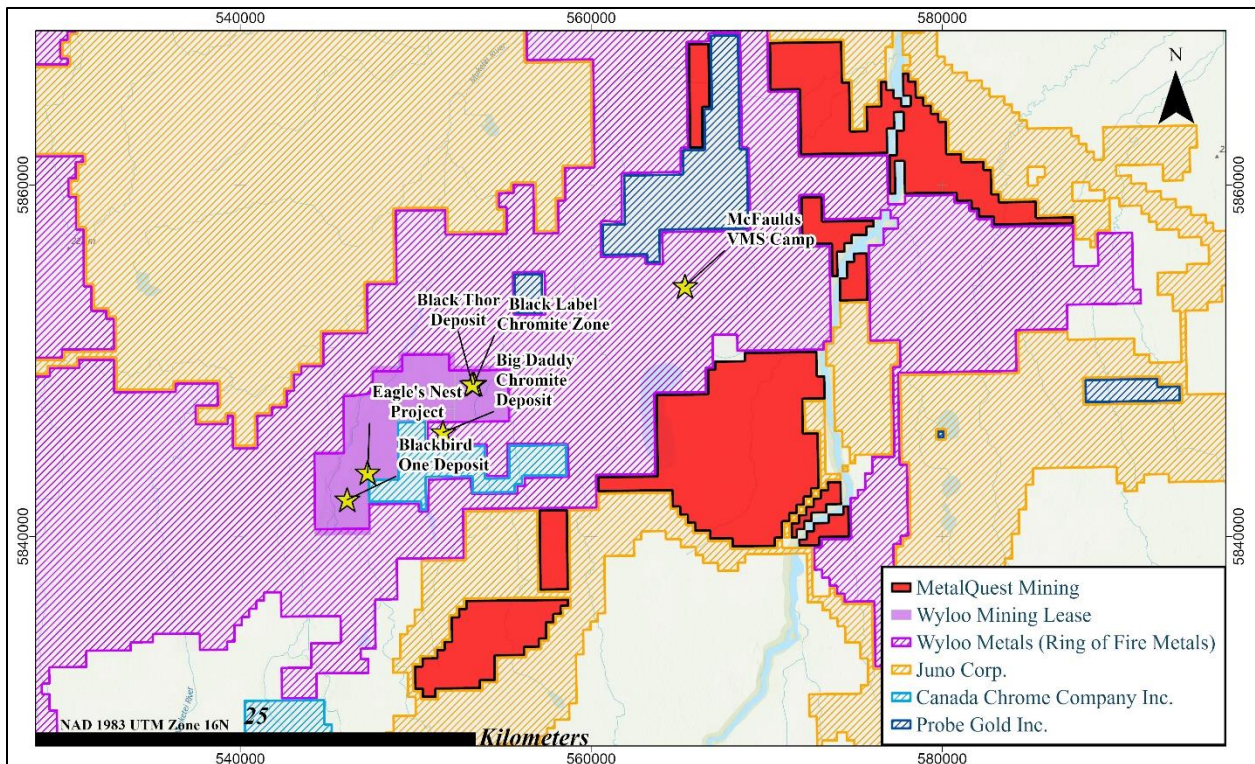 540000
560000
580000
N
5860000
5860000
McFaulds
VMS Camp
Black Thor
Deposit
Black Label
Chromite Zone
Big Daddy
Chromite
Deposit
Eagle's Nest
Project
Blackbird
One Deposit
5840000
5840000
MetalQuest Mining
Wyloo Mining Lease
Wyloo Metals (Ring of Fire Metals)
Juno Corp.
Canada Chrome Company Inc.
Probe Gold Inc.
25
NAD 1983 UTM Zone 16N
Kilometers
540000
560000
580000